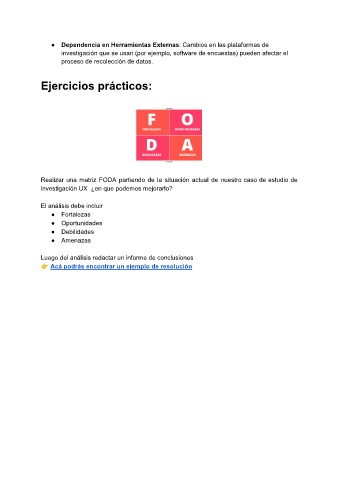 ● Dependencia en Herramientas Externas: Cambios en las plataformas de
investigación que se usan (por ejemplo, software de encuestas) pueden afectar el
proceso de recolección de datos.
Ejercicios prácticos:
F O
FORTALEZAS OPORTUNIDADES
D A
DEBILIDADES AMENAZAS
Realizar una matriz FODA partiendo de la situación actual de nuestro caso de estudio de
investigación UX ¿en que podemos mejorarlo?
El análisis debe incluir
● Fortalezas
● Oportunidades
● Debilidades
● Amenazas
Luego del análisis redactar un informe de conclusiones
👉 Acá podrás encontrar un ejemplo de resolución